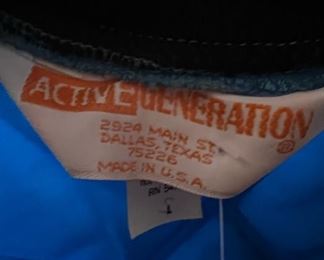 ACTIVE GENERATION ®
2924 MAIN ST.
DALLAS, TEXAS
75226
MADE IN U.S.A.